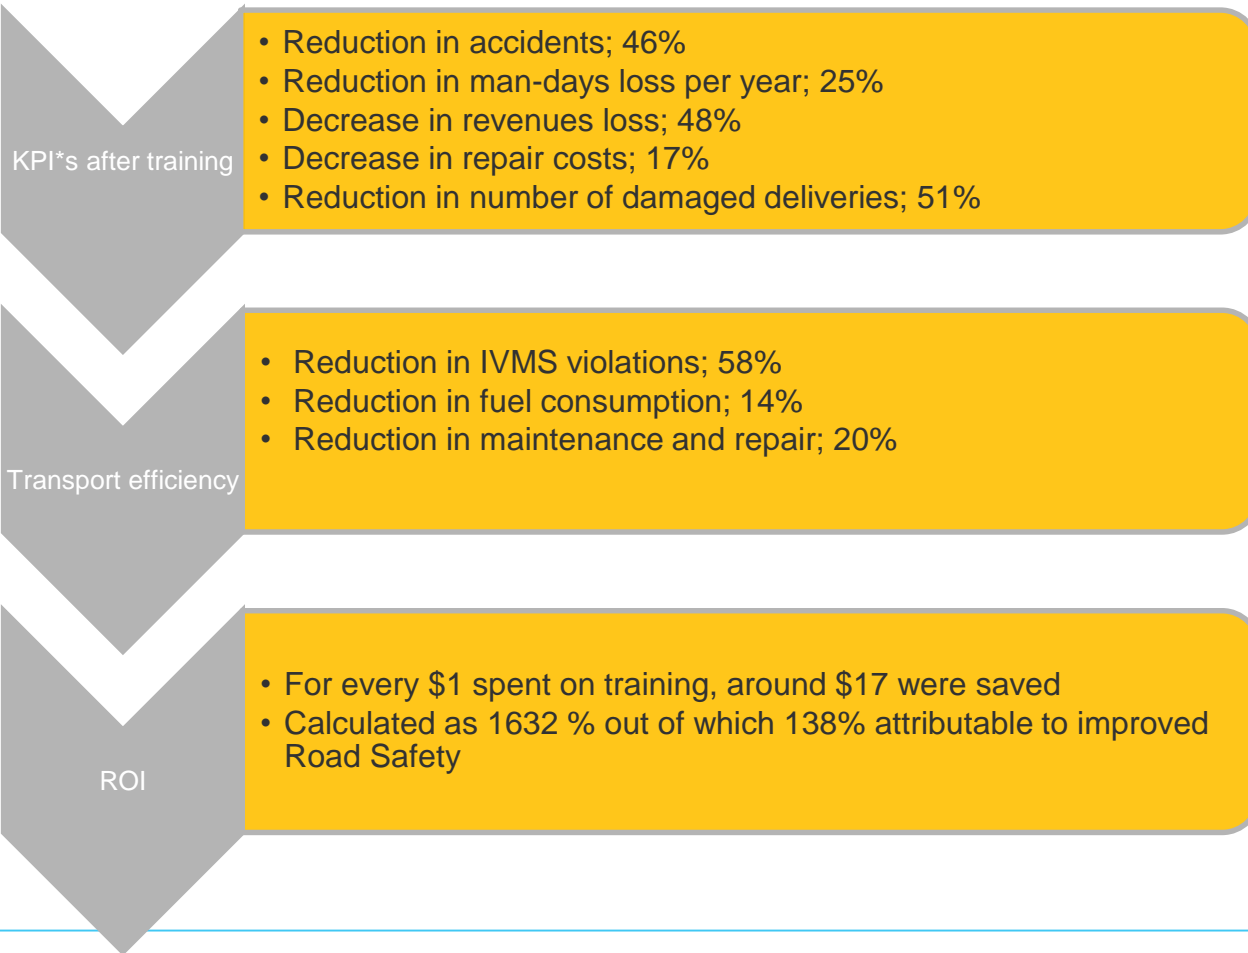 KPI*s after training
• Reduction in accidents; 46%
• Reduction in man-days loss per year; 25%
• Decrease in revenues loss; 48%
• Decrease in repair costs; 17%
• Reduction in number of damaged deliveries; 51%
Transport efficiency
• Reduction in IVMS violations; 58%
• Reduction in fuel consumption; 14%
• Reduction in maintenance and repair; 20%
ROI
• For every $1 spent on training, around $17 were saved
• Calculated as 1632 % out of which 138% attributable to improved
Road Safety